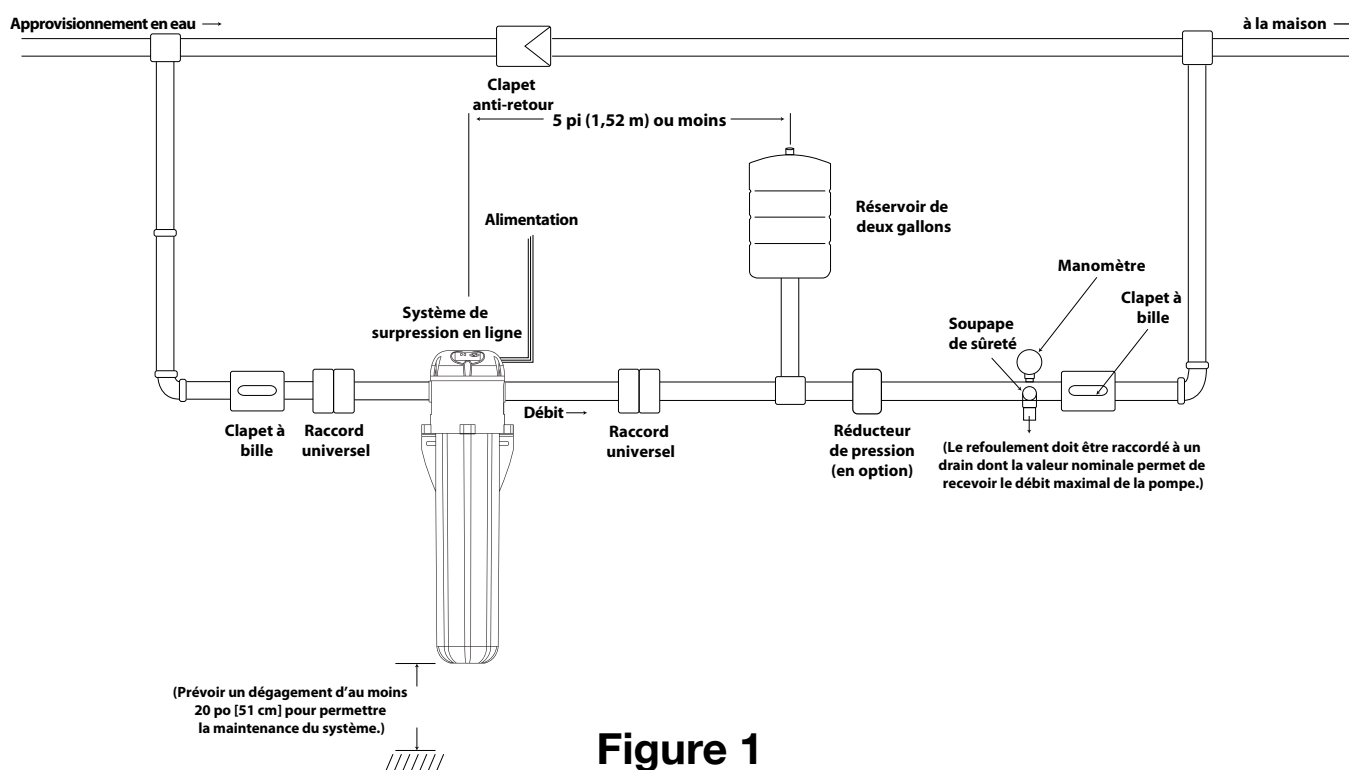 Approvisionnement en eau
à la maison
Clapet
anti-retour
5 pi (1,52 m) ou moins
Alimentation
Réservoir de
deux gallons
Manomètre
Clapet à
bille
Système de
surpression en ligne
Soupape
de sûreté
Débit
Clapet à
bille
Raccord
universel
Raccord
universel
Réducteur
de pression
(en option)
(Le refoulement doit être raccordé à un
drain dont la valeur nominale permet de
recevoir le débit maximal de la pompe.)
(Prévoir un dégagement d’au moins
20 po [51 cm] pour permettre
la maintenance du système.)
Figure 1